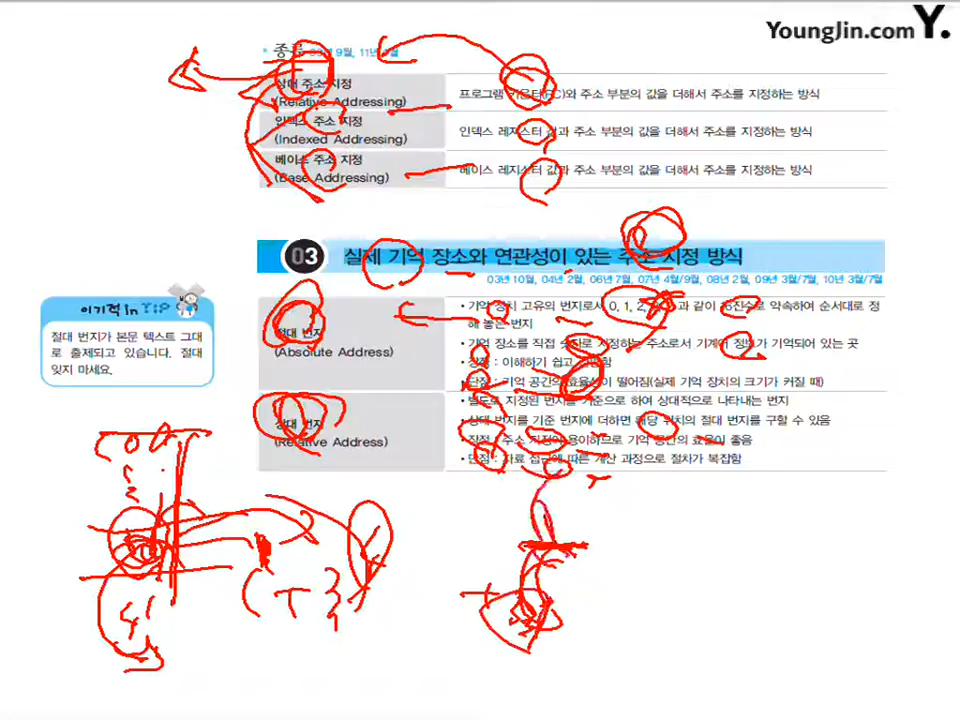 YoungJin.com Y.
* 종류 03년 9월, 11년 4월
상대 주소 지정
(Relative Addressing)
프로그램 카운터(PC)와 주소 부분의 값을 더해서 주소를 지정하는 방식
인덱스 주소 지정
(Indexed Addressing)
인덱스 레지스터 값과 주소 부분의 값을 더해서 주소를 지정하는 방식
베이스 주소 지정
(Base Addressing)
베이스 레지스터 값과 주소 부분의 값을 더해서 주소를 지정하는 방식
03 실제 기억 장소와 연관성이 있는 주소 지정 방식
03년 10월, 04년 2월, 06년 7월, 07년 4월/9월, 08년 2월, 09년 3월/7월, 10년 3월/7월
이기적 in TIP
절대 번지가 본문 텍스트 그대
로 출제되고 있습니다. 절대
잊지 마세요.
절대 번지
(Absolute Address)
• 기억 장치 고유의 번지로서 0, 1, 2, 과 같이 16진수로 약속하여 순서대로 정
해 놓은 번지
• 기억 장소를 직접 숫자로 지정하는 주소로서 기계어 정보가 기억되어 있는 곳
• 장점 : 이해하기 쉽고 간편함
• 단점 : 기억 공간의 효율성이 떨어짐(실제 기억 장치의 크기가 커질 때)
상대 번지
(Relative Address)
• 별도로 지정된 번지를 기준으로 하여 상대적으로 나타내는 번지
• 상대 번지를 기준 번지에 더하면 해당 위치의 절대 번지를 구할 수 있음
• 장점 : 주소 지정이 용이하므로 기억 공간의 효율이 좋음
• 단점 : 자료 접근에 따른 계산 과정으로 절차가 복잡함